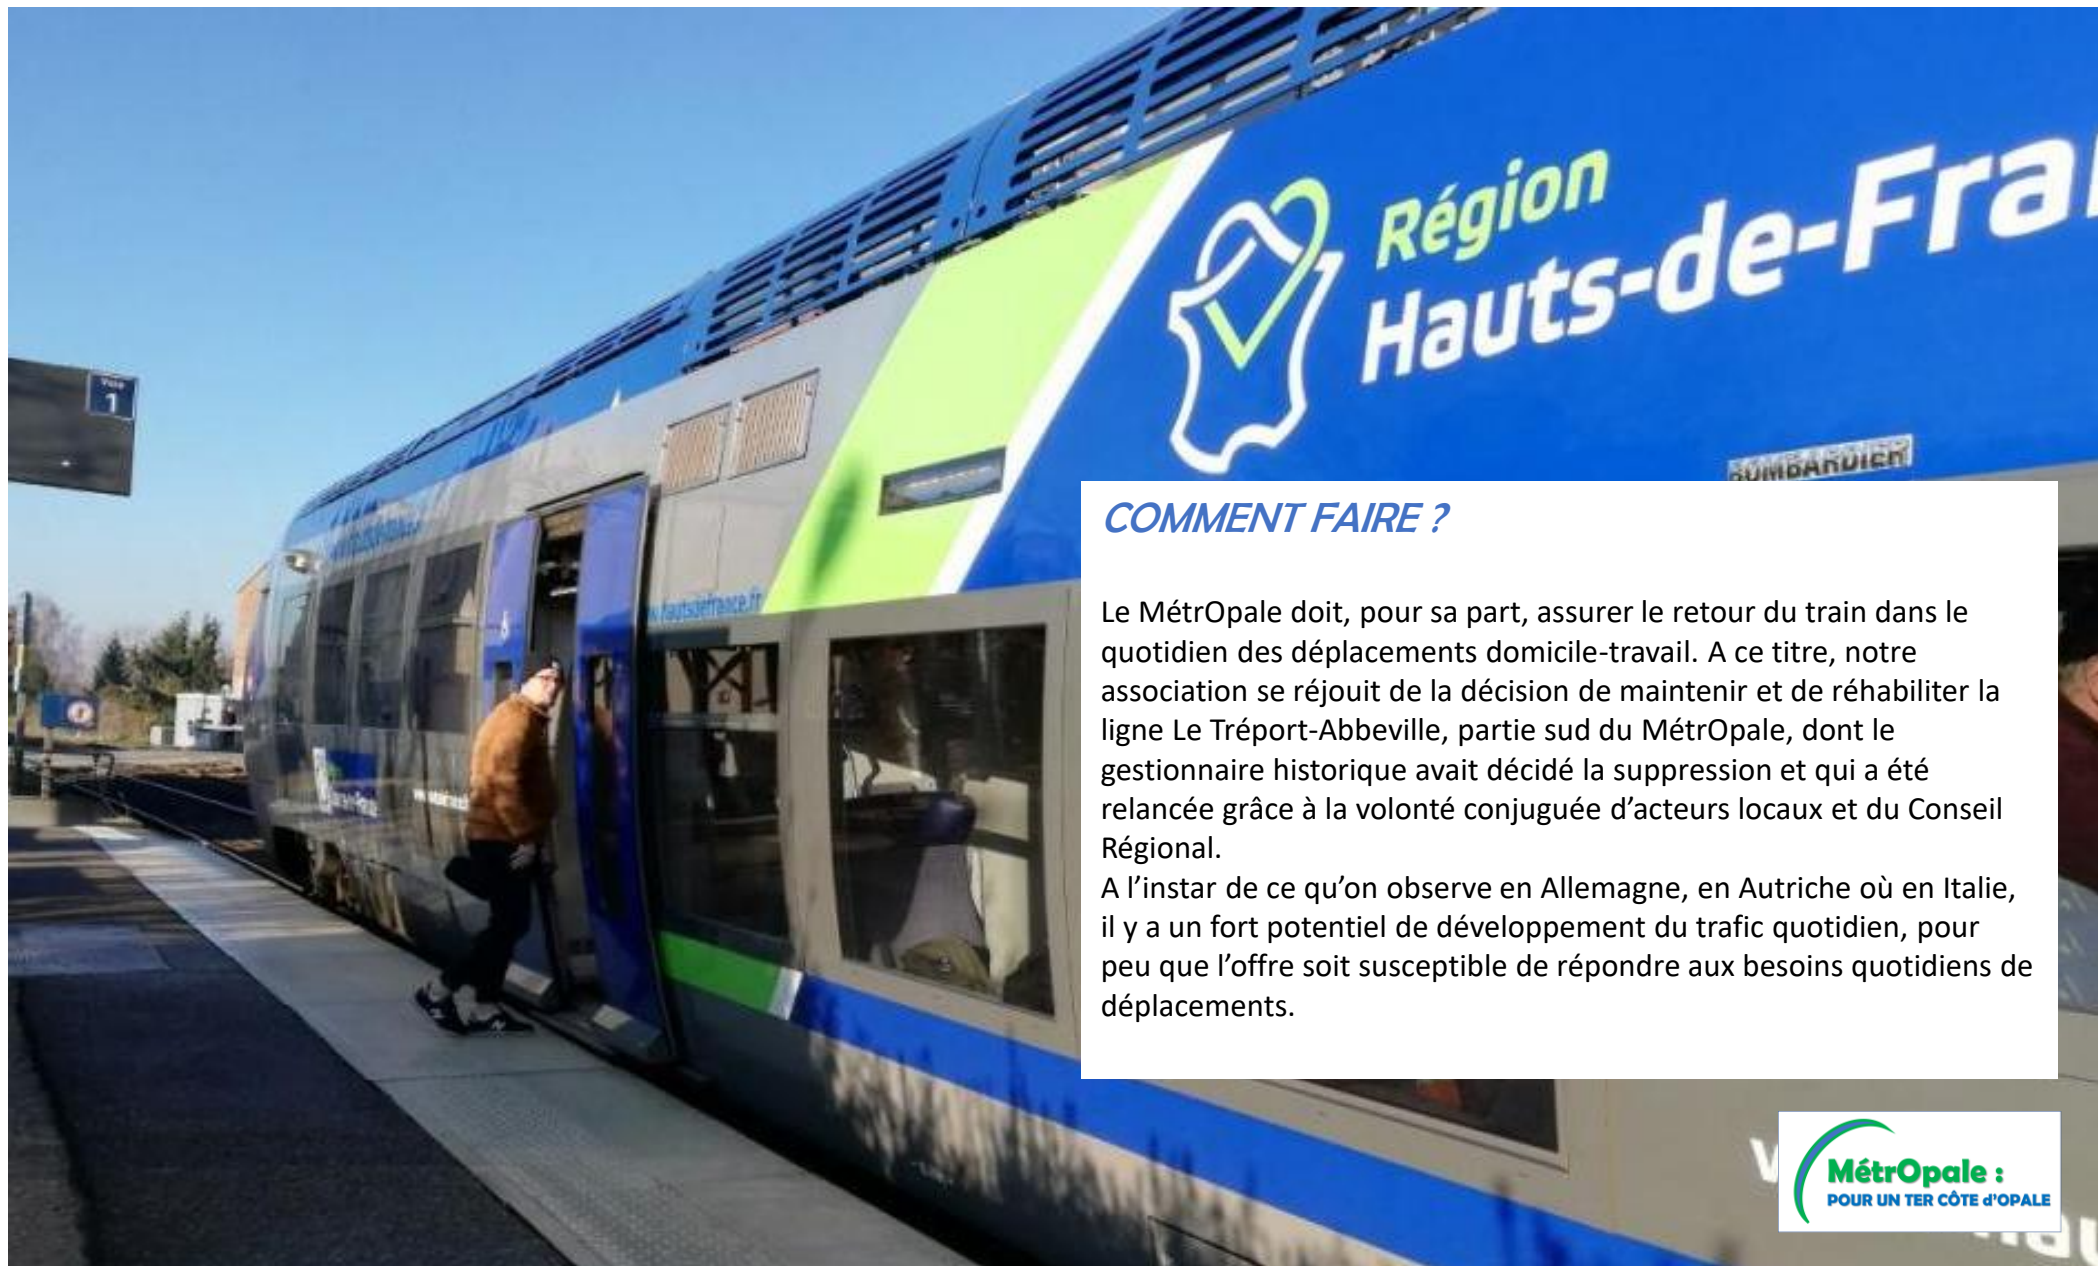 Région
Hauts-de-Fra
Voie
1
BOMBARDIER
COMMENT FAIRE ?
Le MétrOpale doit, pour sa part, assurer le retour du train dans le
quotidien des déplacements domicile-travail. A ce titre, notre
association se réjouit de la décision de maintenir et de réhabiliter la
ligne Le Tréport-Abbeville, partie sud du MétrOpale, dont le
gestionnaire historique avait décidé la suppression et qui a été
relancée grâce à la volonté conjuguée d’acteurs locaux et du Conseil
Régional.
A l’instar de ce qu’on observe en Allemagne, en Autriche où en Italie,
il y a un fort potentiel de développement du trafic quotidien, pour
peu que l’offre soit susceptible de répondre aux besoins quotidiens de
déplacements.
hautsdefrance.fr
6
MétrOpale :
POUR UN TER CÔTE d’OPALE